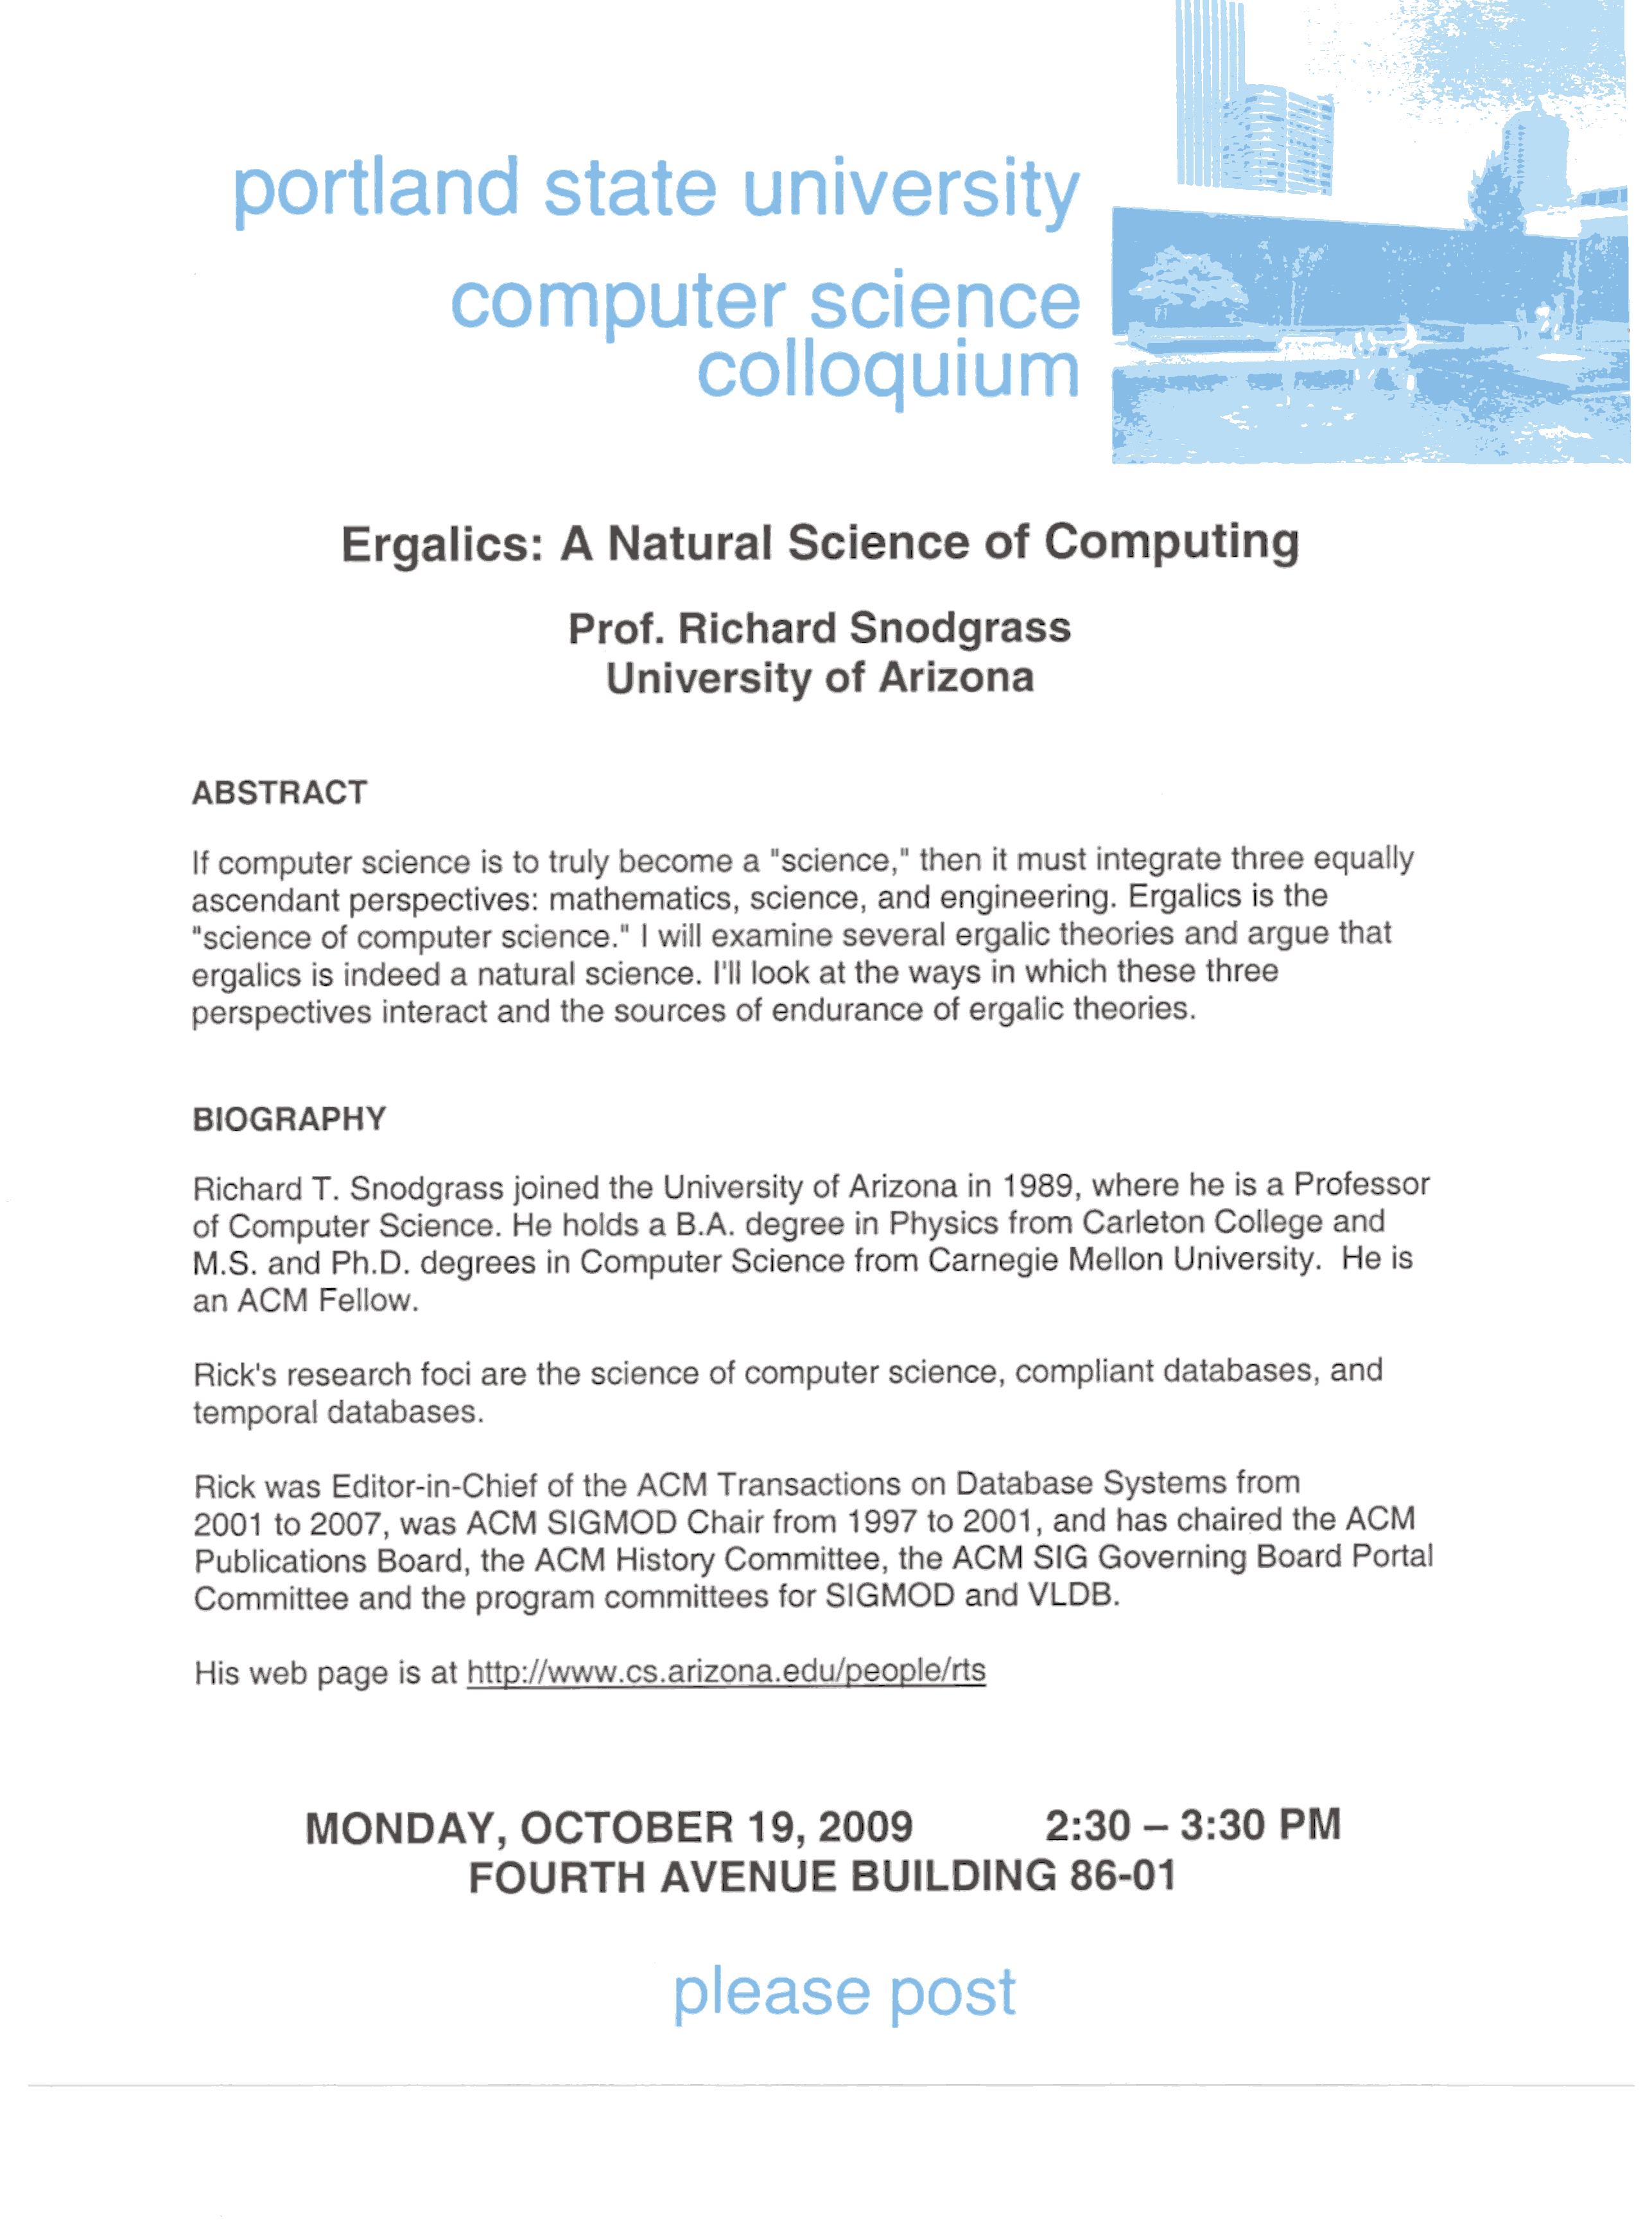 portland state university
computer science
colloquium
Ergalics: A Natural Science of Computing
Prof. Richard Snodgrass
University of Arizona
ABSTRACT
If computer science is to truly become a "science," then it must integrate three equally
ascendant perspectives: mathematics, science, and engineering. Ergalics is the
"science of computer science." I will examine several ergalic theories and argue that
ergalics is indeed a natural science. I'll look at the ways in which these three
perspectives interact and the sources of endurance of ergalic theories.
BIOGRAPHY
Richard T. Snodgrass joined the University of Arizona in 1989, where he is a Professor
of Computer Science. He holds a B.A. degree in Physics from Carleton College and
M.S. and Ph.D. degrees in Computer Science from Carnegie Mellon University.  He is
an ACM Fellow.
Rick's research foci are the science of computer science, compliant databases, and
temporal databases.
Rick was Editor-in-Chief of the ACM Transactions on Database Systems from
2001 to 2007, was ACM SIGMOD Chair from 1997 to 2001, and has chaired the ACM
Publications Board, the ACM History Committee, the ACM SIG Governing Board Portal
Committee and the program committees for SIGMOD and VLDB.
His web page is at http://www.cs.arizona.edu/people/rts
MONDAY, OCTOBER 19, 2009 2:30 – 3:30 PM
FOURTH AVENUE BUILDING 86-01
please post